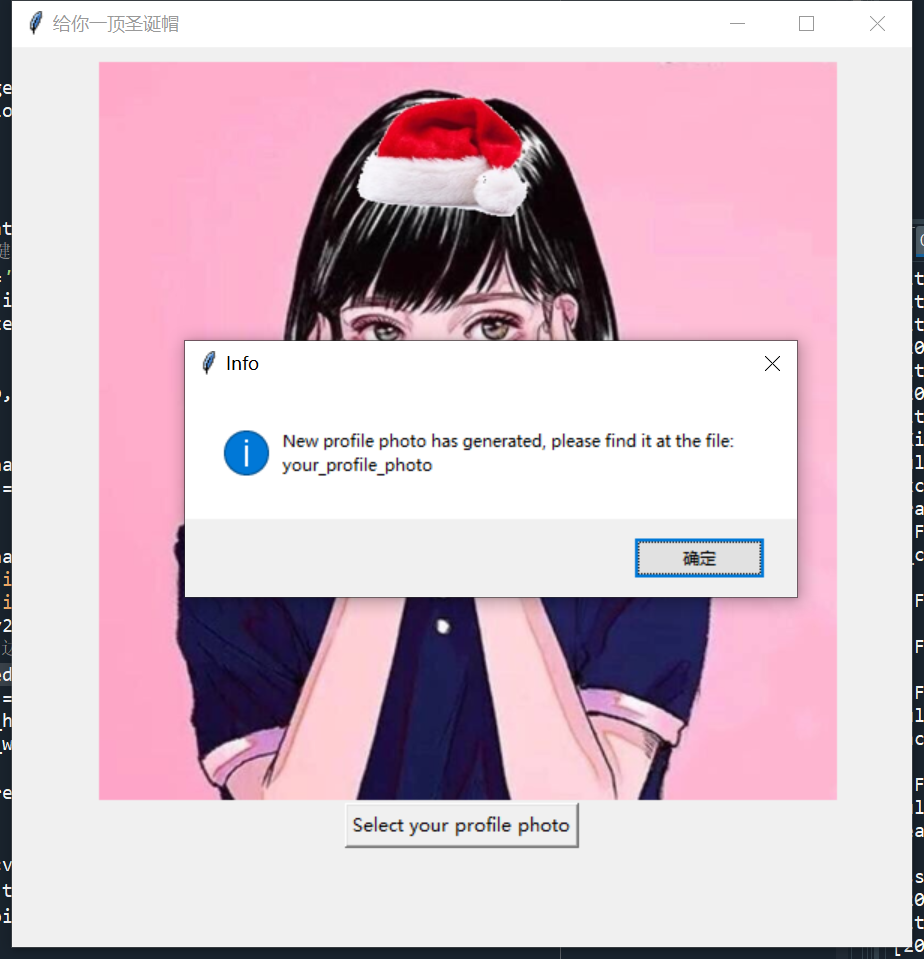 给你一顶圣诞帽
Info
New profile photo has generated, please find it at the file:
your_profile_photo
确定
Select your profile photo